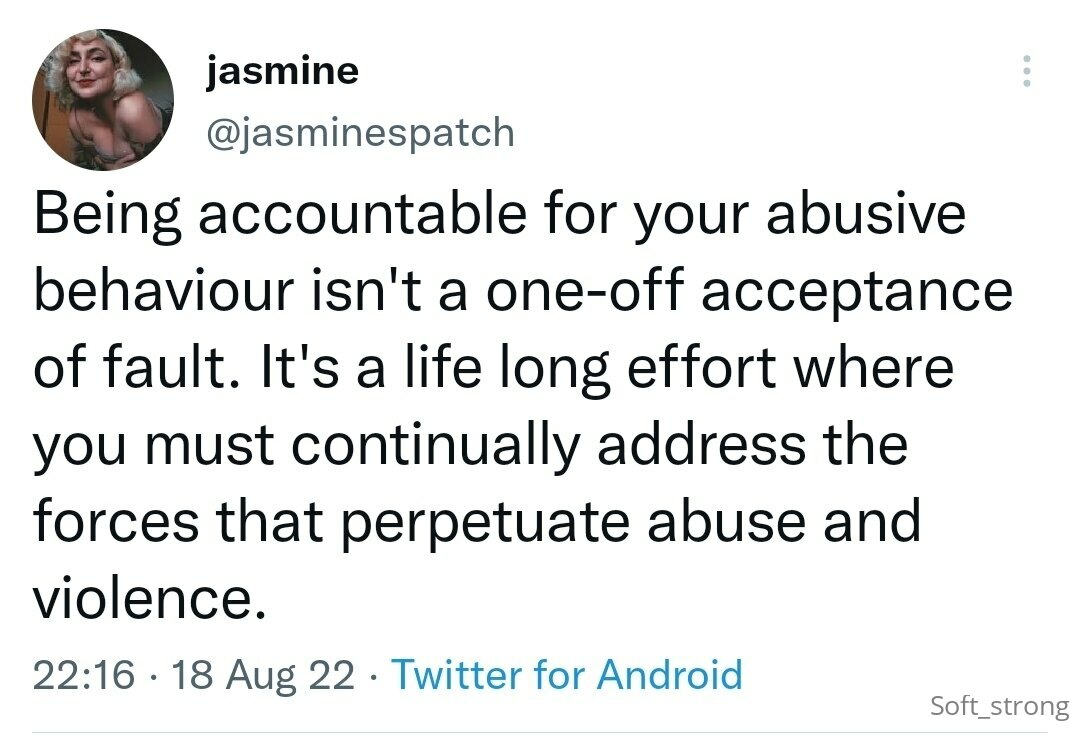 jasmine
@jasminespatch
Being accountable for your abusive
behaviour isn't a one-off acceptance
of fault. It's a life long effort where
you must continually address the
forces that perpetuate abuse and
violence.
22:16 · 18 Aug 22 · Twitter for Android
Soft_strong